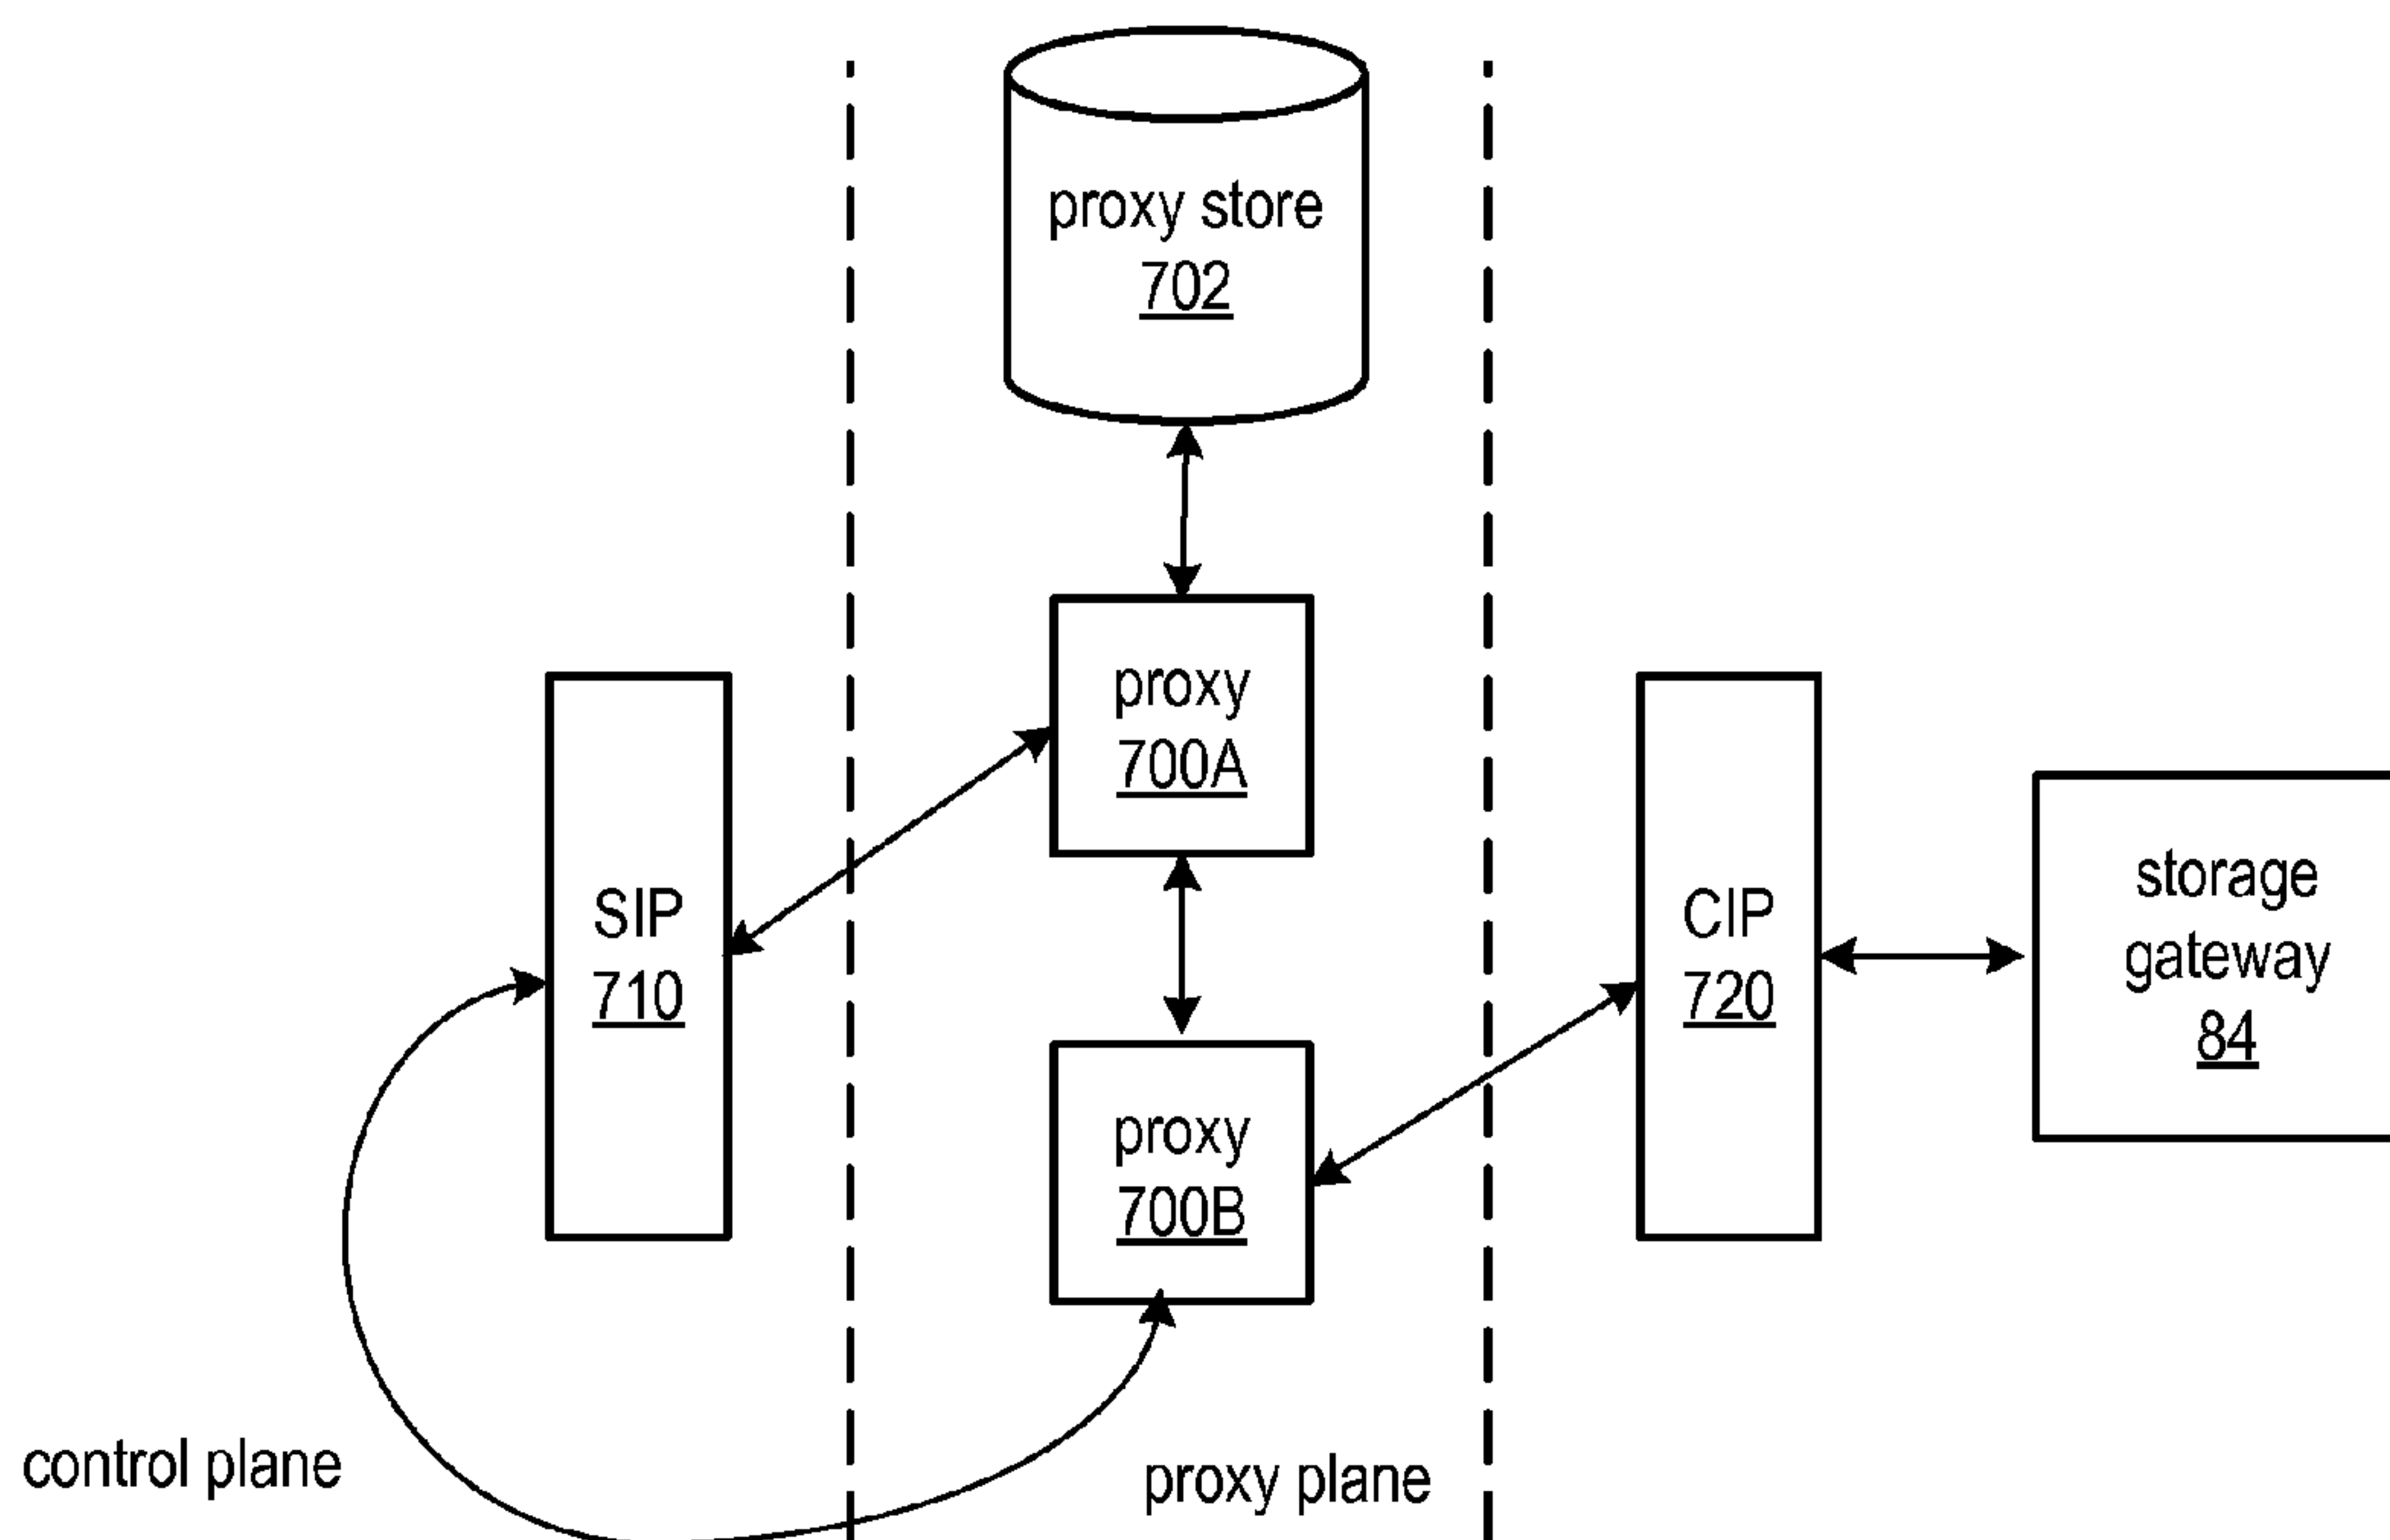 proxy store
702
proxy
700A
SIP
710
CIP
720
storage
gateway
84
proxy
700B
control plane
proxy plane